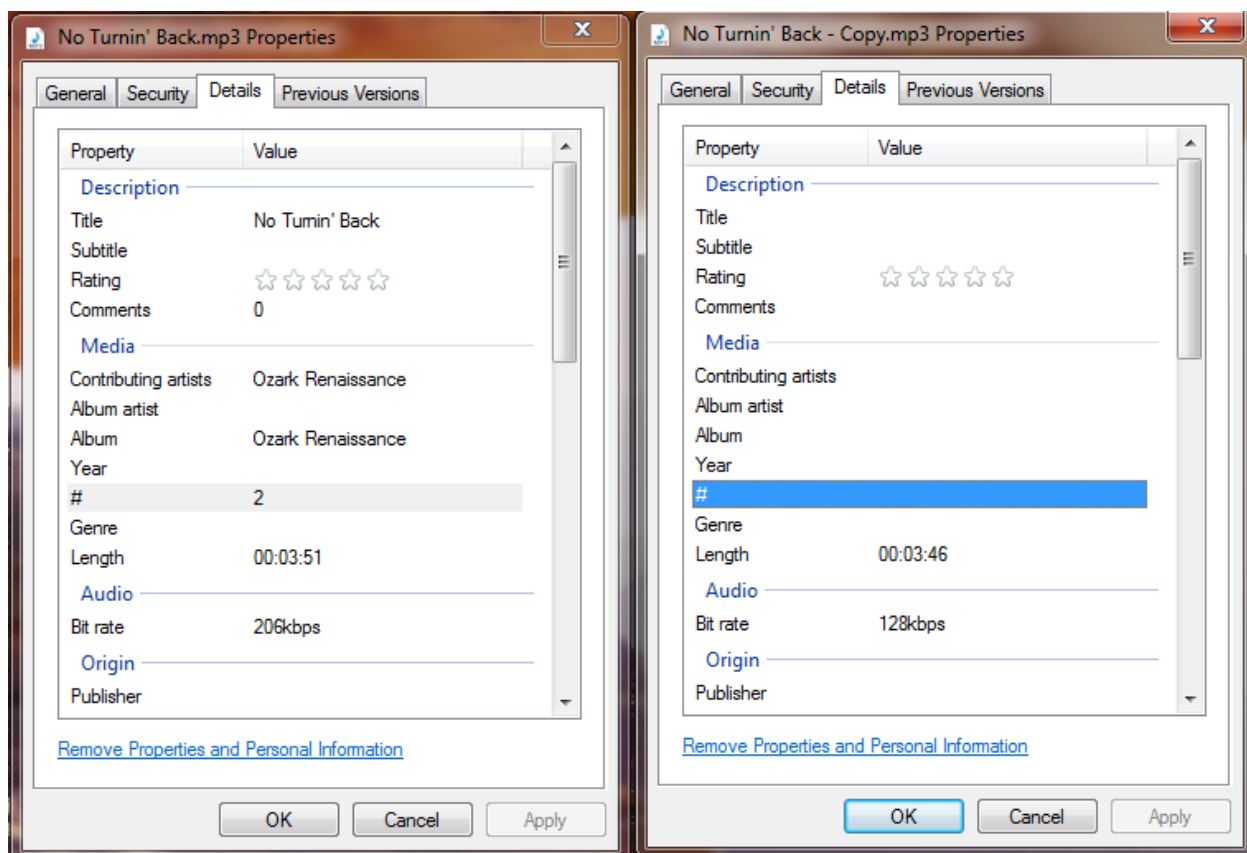 No Turnin' Back.mp3 Properties
General Security Details Previous Versions
Property Value
Description
Title No Turnin' Back
Subtitle
Rating
Comments 0
Media
Contributing artists Ozark Renaissance
Album artist
Album Ozark Renaissance
Year
# 2
Genre
Length 00:03:51
Audio
Bit rate 206kbps
Origin
Publisher
Remove Properties and Personal Information
OK Cancel Apply
No Turnin' Back - Copy.mp3 Properties
General Security Details Previous Versions
Property Value
Description
Title
Subtitle
Rating
Comments
Media
Contributing artists
Album artist
Album
Year
#
Genre
Length 00:03:46
Audio
Bit rate 128kbps
Origin
Publisher
Remove Properties and Personal Information
OK Cancel Apply